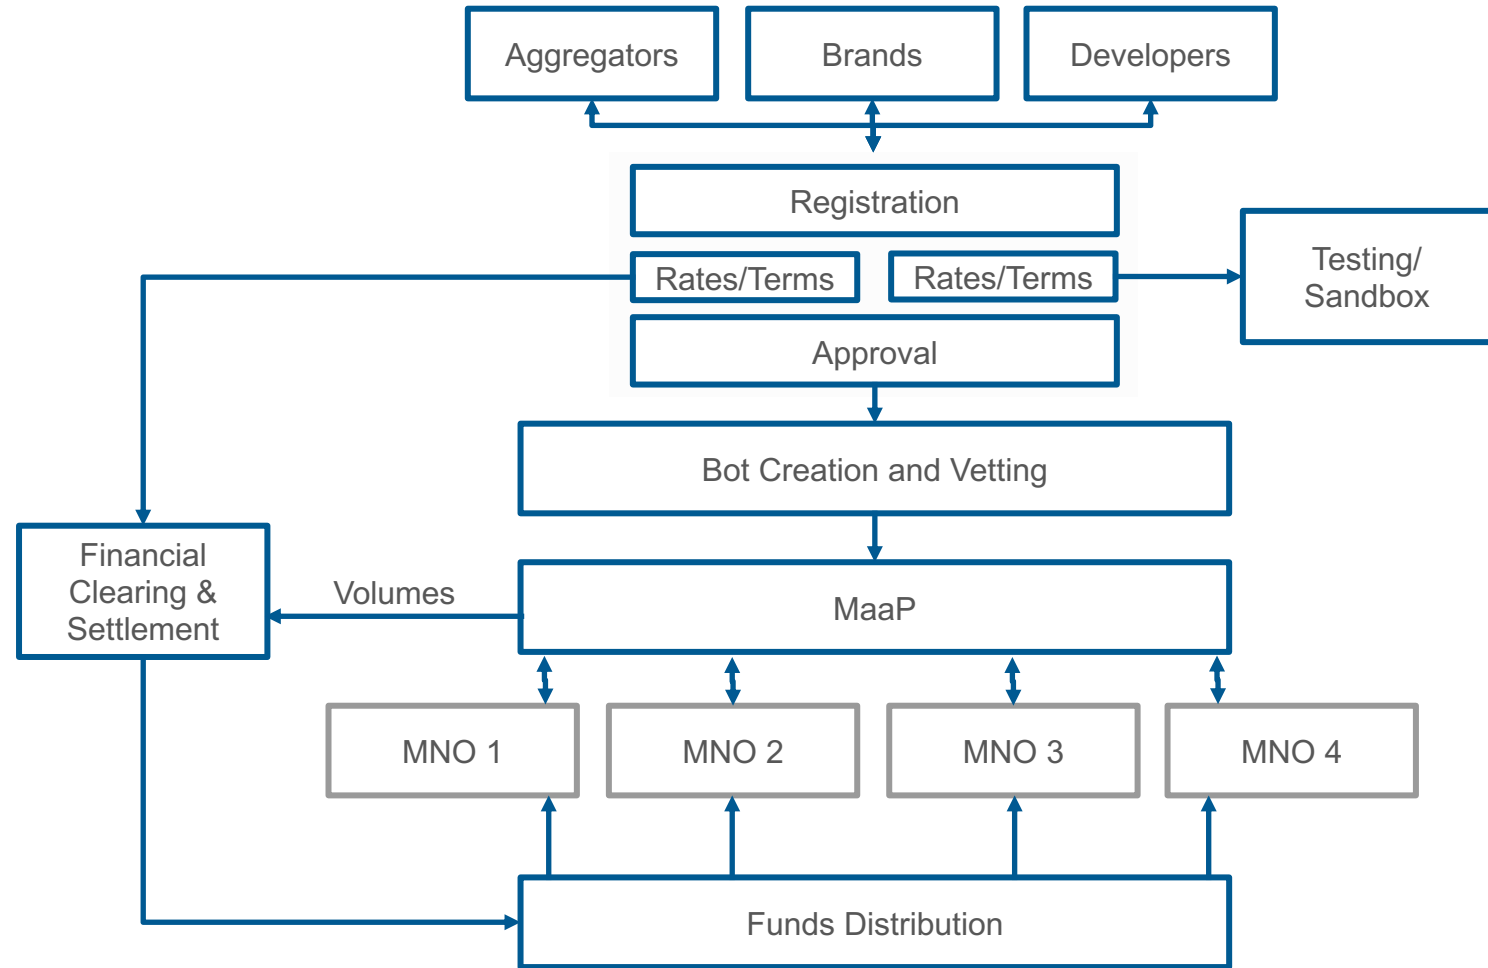 Aggregators
Brands
Developers
Registration
Rates/Terms
Rates/Terms
Testing/
Sandbox
Approval
Bot Creation and Vetting
Financial
Clearing &
Settlement
Volumes
MaaP
MNO 1
MNO 2
MNO 3
MNO 4
Funds Distribution